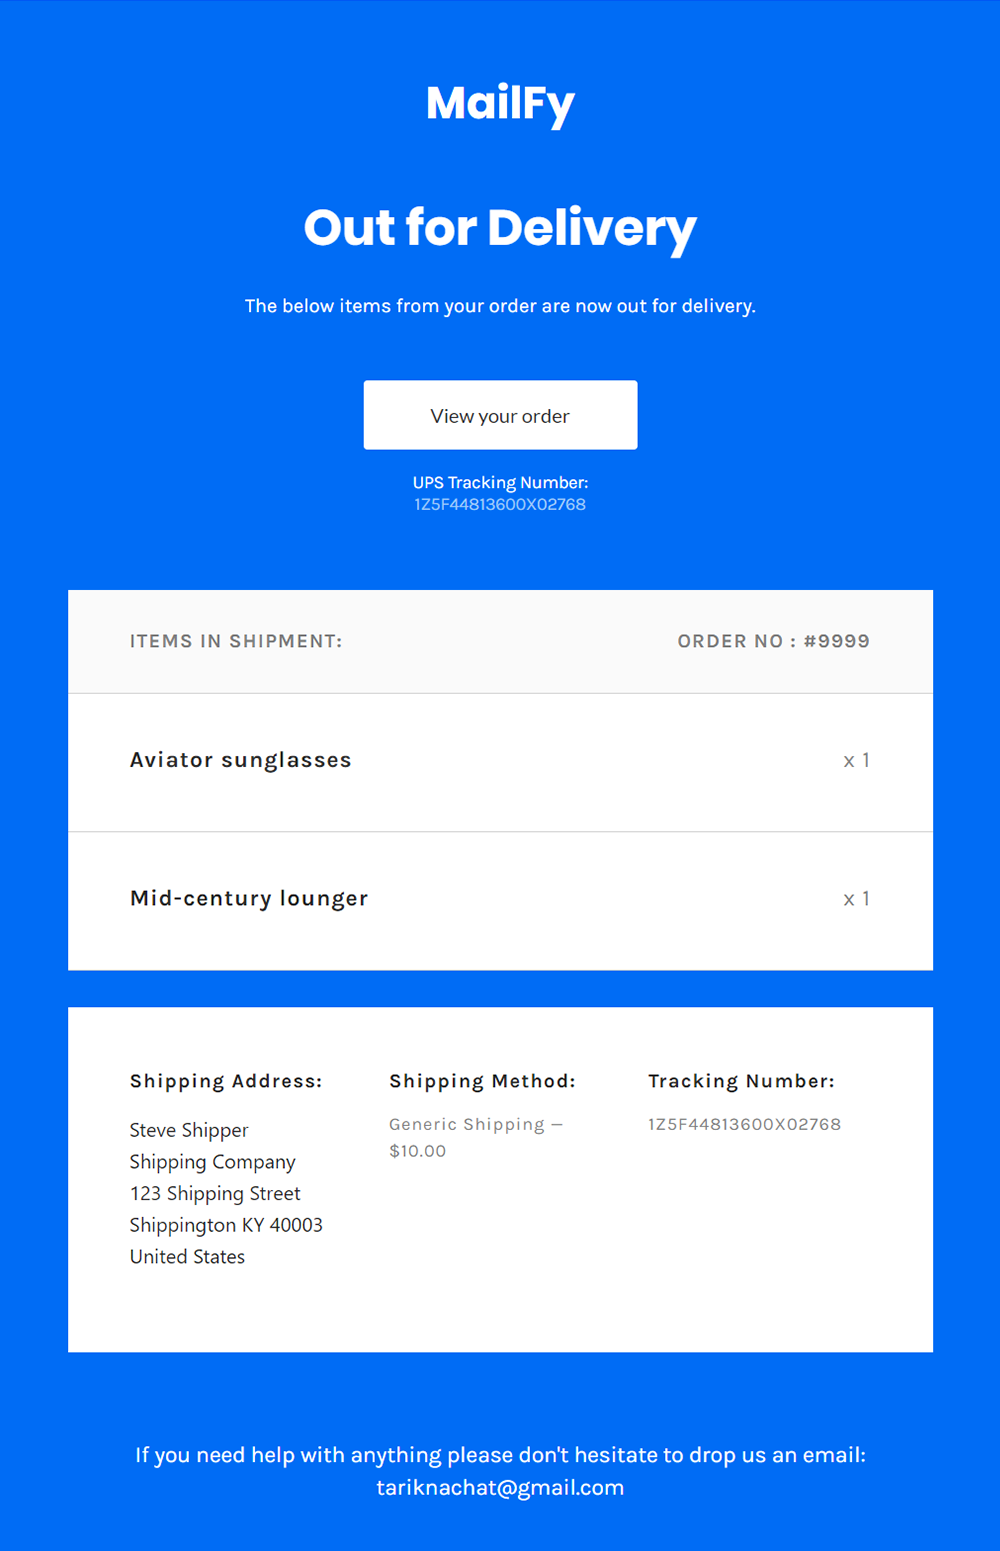 MailFy
Out for Delivery
The below items from your order are now out for delivery.
View your order
UPS Tracking Number:
1Z5F44813600X02768
ITEMS IN SHIPMENT: ORDER NO : #9999
Aviator sunglasses x 1
Mid-century lounger x 1
Shipping Address:
Steve Shipper
Shipping Company
123 Shipping Street
Shippington KY 40003
United States
Shipping Method:
Generic Shipping —
$10.00
Tracking Number:
1Z5F44813600X02768
If you need help with anything please don't hesitate to drop us an email:
tariknachat@gmail.com